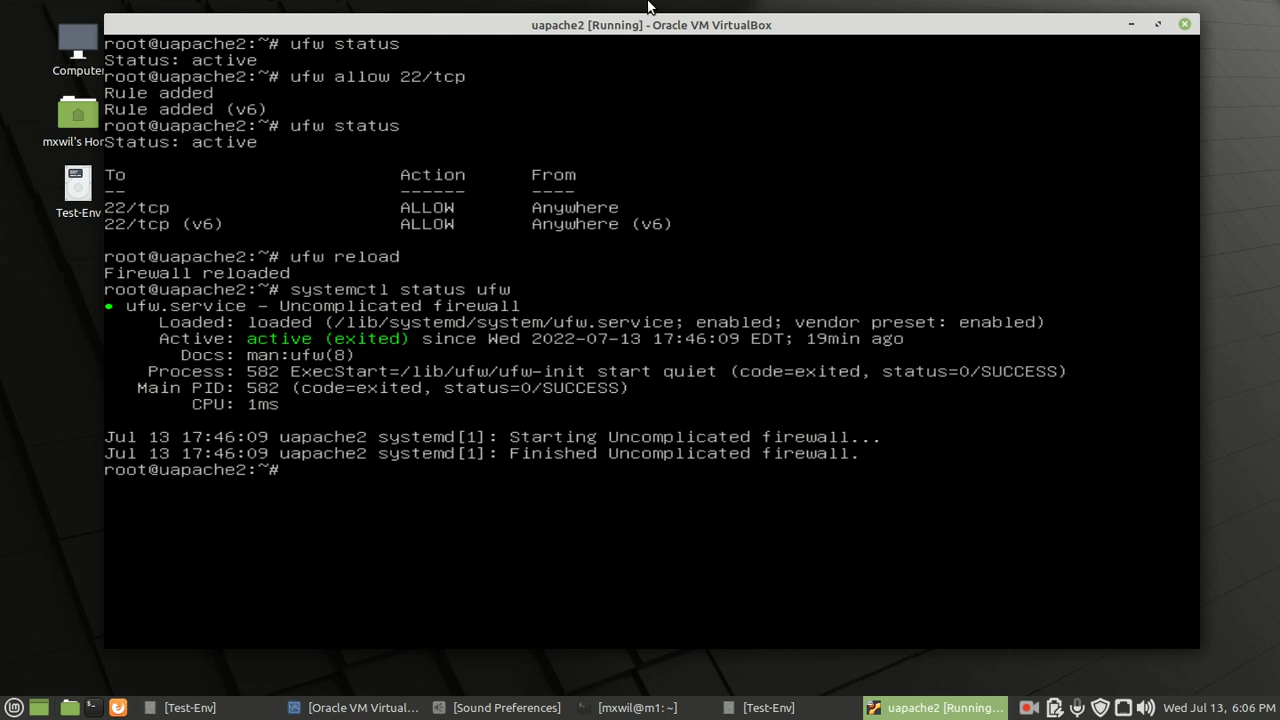 uapache2 [Running] - Oracle VM VirtualBox
Computer
mxwil's Hom
Test-Env
root@uapache2:~# ufw status
Status: active
root@uapache2:~# ufw allow 22/tcp
Rule added
Rule added (v6)
root@uapache2:~# ufw status
Status: active
To Action From
-- ------ ----
22/tcp ALLOW Anywhere
22/tcp (v6) ALLOW Anywhere (v6)
root@uapache2:~# ufw reload
Firewall reloaded
root@uapache2:~# systemctl status ufw
● ufw.service - Uncomplicated firewall
Loaded: loaded (/lib/systemd/system/ufw.service; enabled; vendor preset: enabled)
Active: active (exited) since Wed 2022-07-13 17:46:09 EDT; 19min ago
Docs: man:ufw(8)
Process: 582 ExecStart=/lib/ufw/ufw-init start quiet (code=exited, status=0/SUCCESS)
Main PID: 582 (code=exited, status=0/SUCCESS)
CPU: 1ms
Jul 13 17:46:09 uapache2 systemd[1]: Starting Uncomplicated firewall...
Jul 13 17:46:09 uapache2 systemd[1]: Finished Uncomplicated firewall.
root@uapache2:~#
[Test-Env] [Oracle VM Virtual... [Sound Preferences] [mxwil@m1: ~] [Test-Env] uapache2 [Running... Wed Jul 13, 6:06 PM